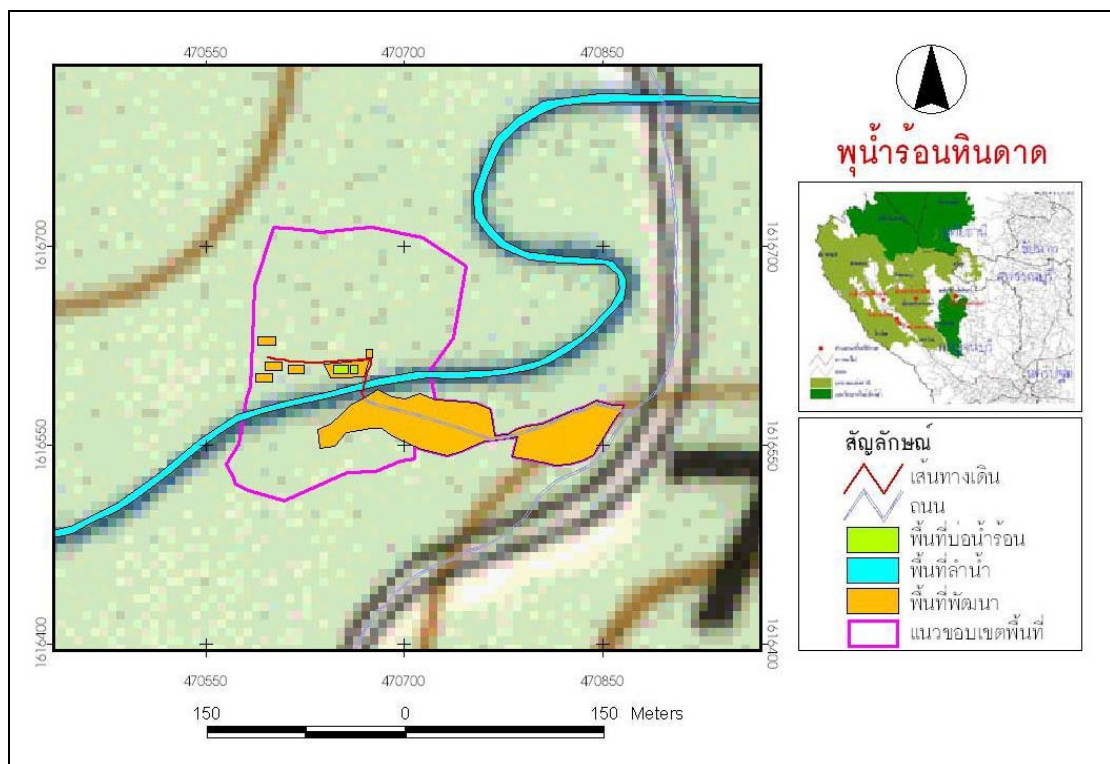 470550 470700 470850
1616700 1616700
1616550 1616550
1616400 1616400
470550 470700 470850
150 0 150 Meters
พุน้ำร้อนหินดาด
สัญลักษณ์
เส้นทางเดิน
ถนน
พื้นที่บ่อน้ำร้อน
พื้นที่ลำน้ำ
พื้นที่พัฒนา
แนวขอบเขตพื้นที่